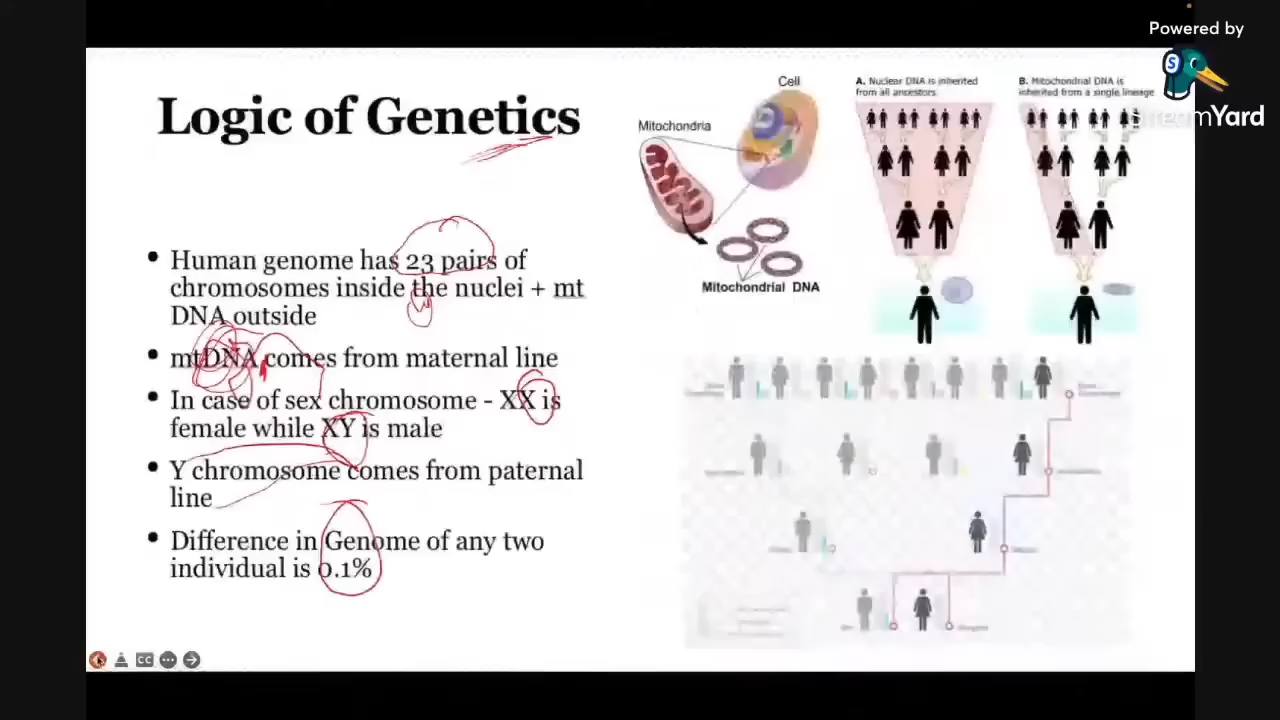 Powered by
StreamYard
Logic of Genetics
• Human genome has 23 pairs of
chromosomes inside the nuclei + mt
DNA outside
• mtDNA comes from maternal line
• In case of sex chromosome - XX is
female while XY is male
• Y chromosome comes from paternal
line
• Difference in Genome of any two
individual is 0.1%
Cell
Mitochondria
Mitochondrial DNA
A. Nuclear DNA is inherited
from all ancestors.
B. Mitochondrial DNA is
inherited from a single lineage
CC